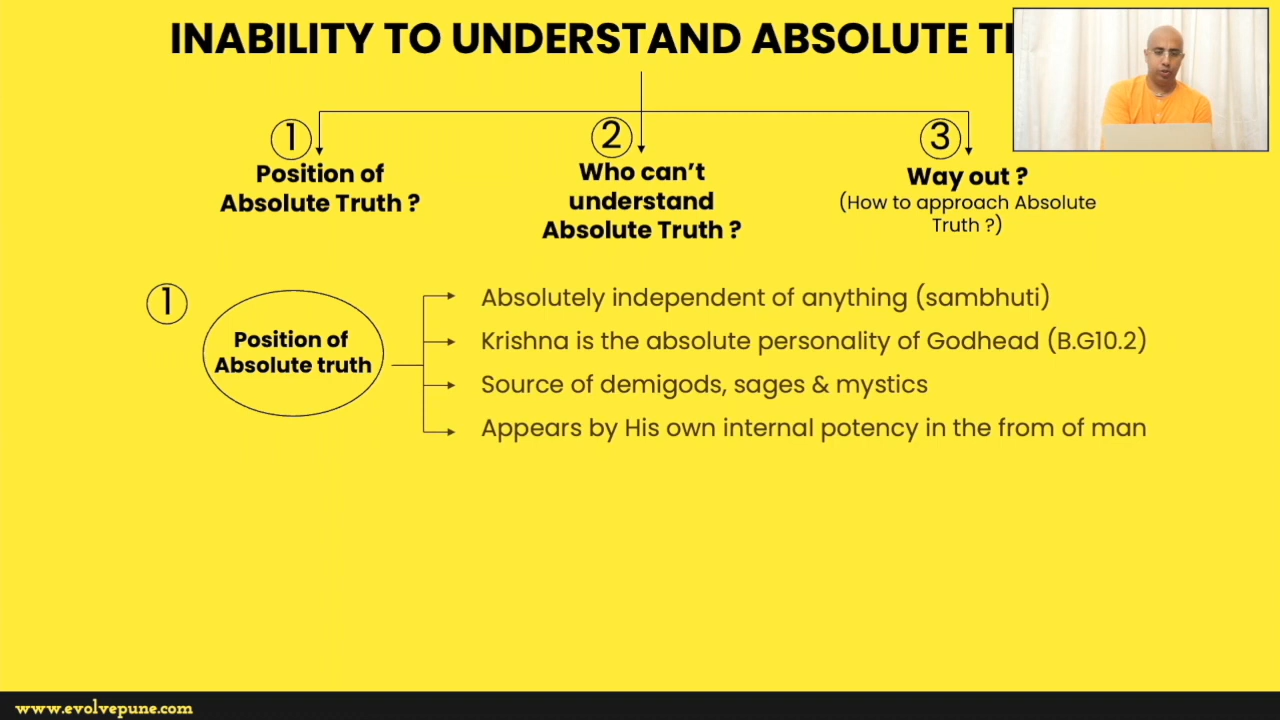 INABILITY TO UNDERSTAND ABSOLUTE
1
Position of
Absolute Truth ?
2
Who can't
understand
Absolute Truth ?
3
Way out ?
(How to approach Absolute
Truth ?)
1
Position of
Absolute truth
Absolutely independent of anything (sambhuti)
Krishna is the absolute personality of Godhead (B.G10.2)
Source of demigods, sages & mystics
Appears by His own internal potency in the from of man
www.evolvepune.com